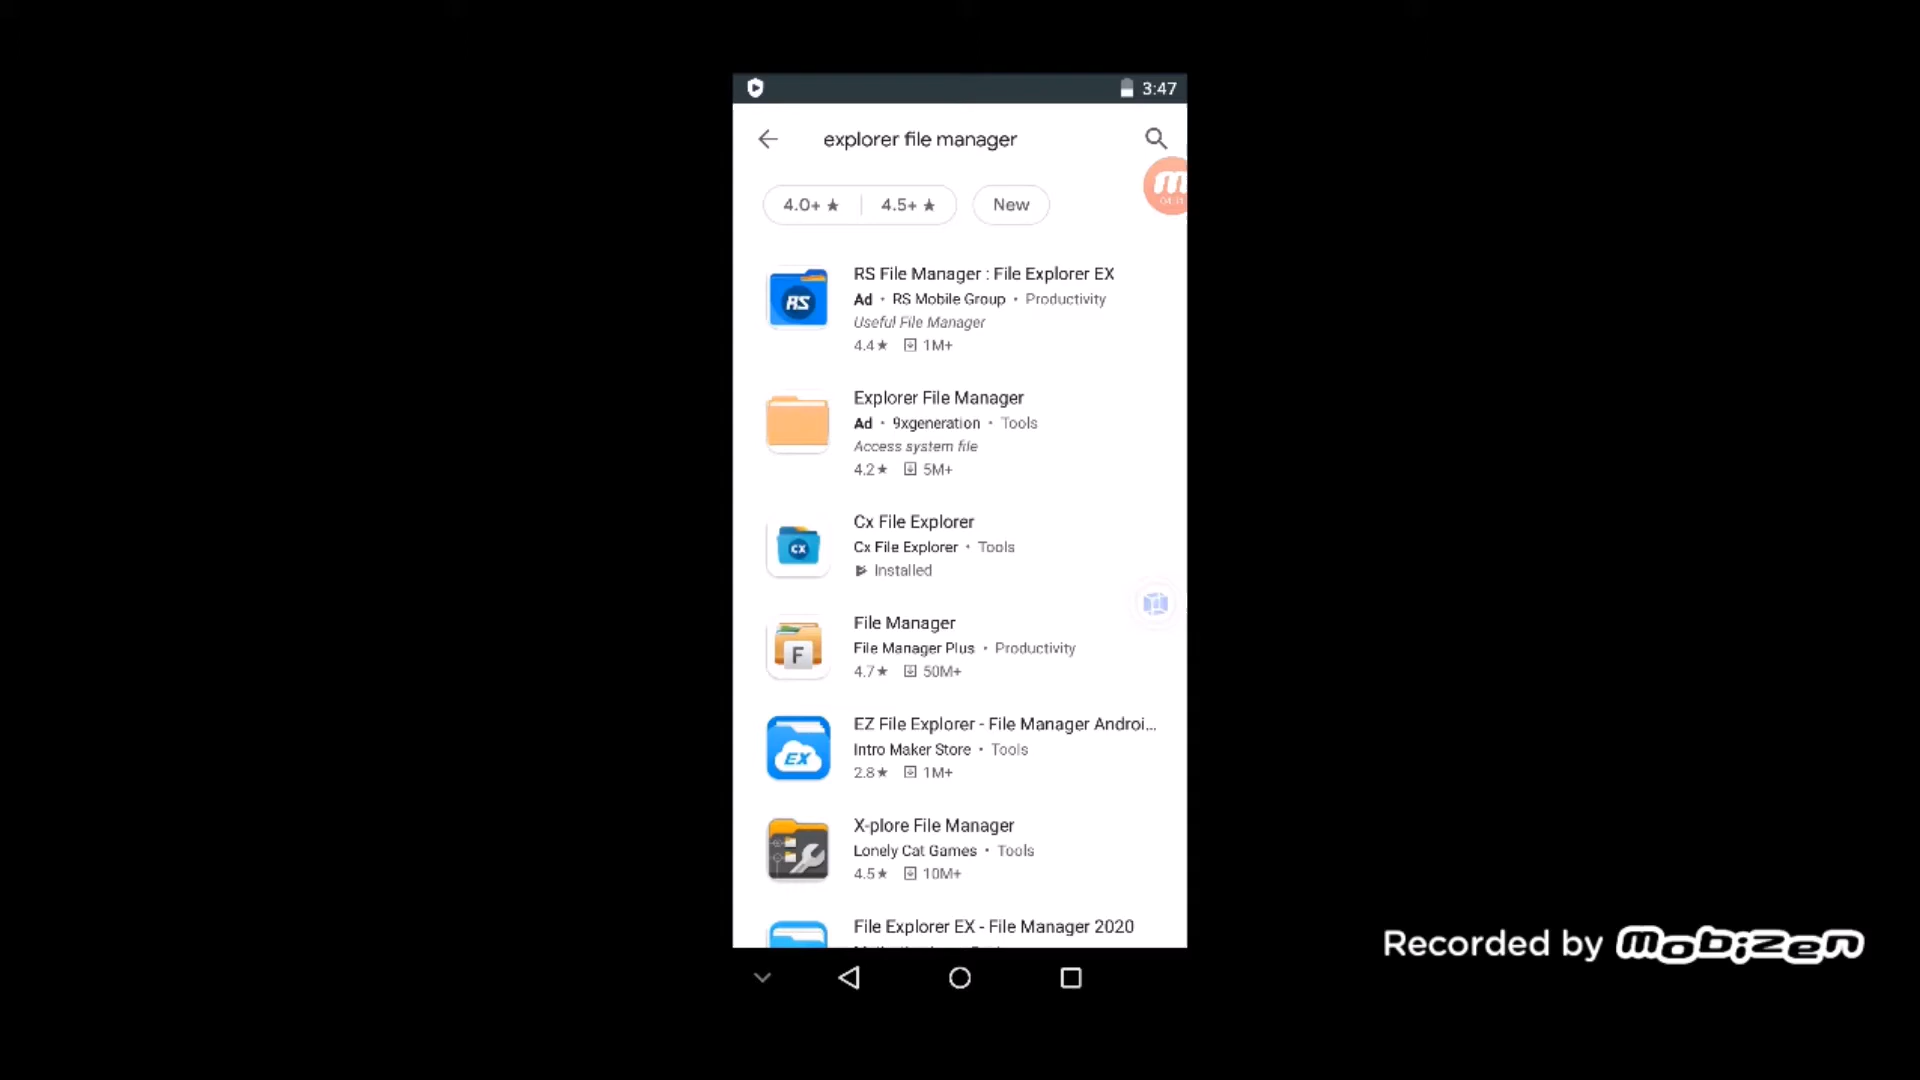 3:47
explorer file manager
4.0+ ★ 4.5+ ★ New
RS File Manager : File Explorer EX
Ad • RS Mobile Group • Productivity
Useful File Manager
4.4★ 1M+
RS
Explorer File Manager
Ad • 9xgeneration • Tools
Access system file
4.2★ 5M+
Cx File Explorer
Cx File Explorer • Tools
Installed
CX
File Manager
File Manager Plus • Productivity
4.7★ 50M+
F
EZ File Explorer - File Manager Androi...
Intro Maker Store • Tools
2.8★ 1M+
EX
X-plore File Manager
Lonely Cat Games • Tools
4.5★ 10M+
File Explorer EX - File Manager 2020
Recorded by mobizen